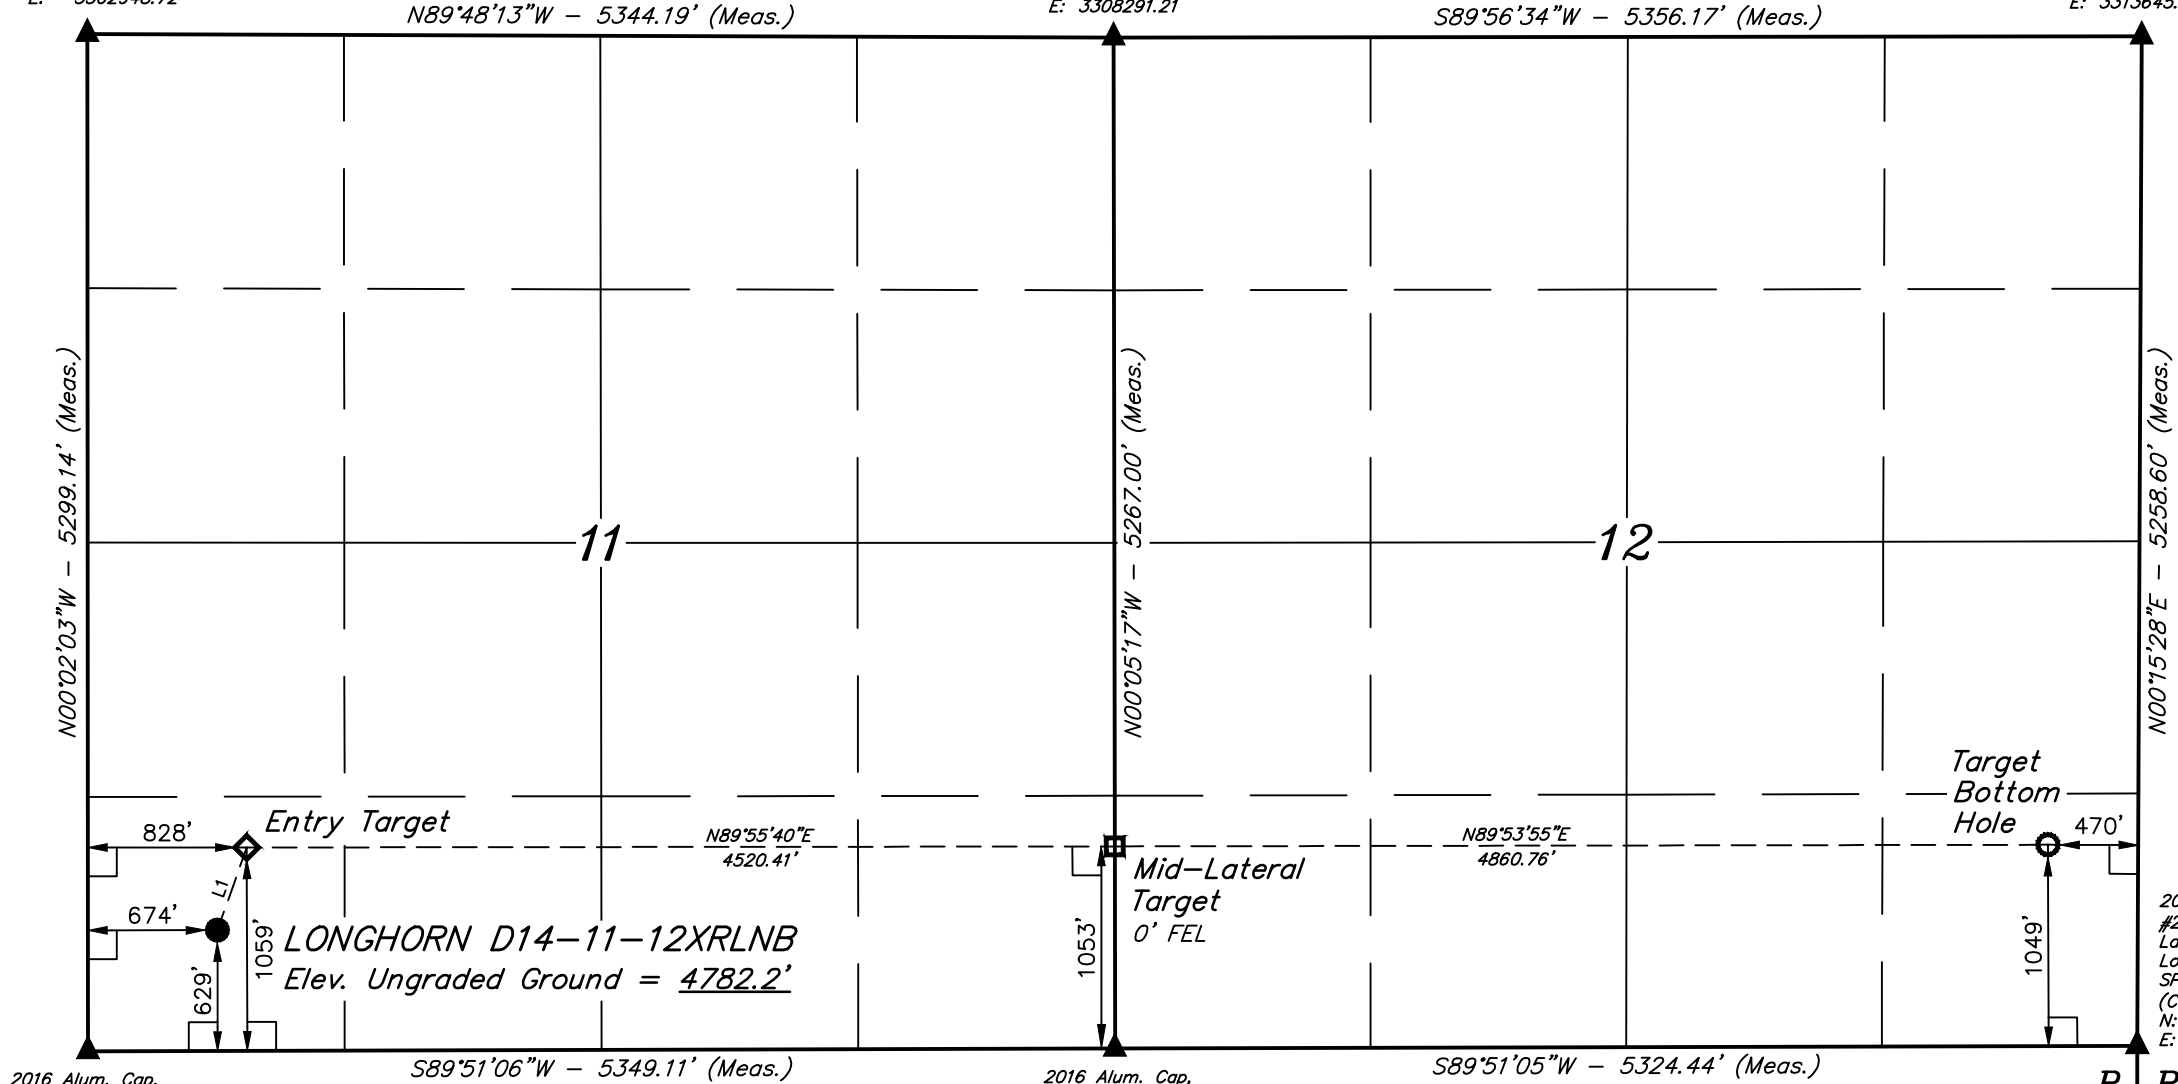 N89°48'13"W - 5344.19' (Meas.)
E: 3308291.21
S89°56'34"W - 5356.17' (Meas.)
N00°02'03"W - 5299.14' (Meas.)
N00°05'17"W - 5267.00' (Meas.)
N00°15'28"E - 5258.60' (Meas.)
11
12
Target
Bottom
Hole
470'
828'
Entry Target
N89°55'40"E
4520.41'
N89°53'55"E
4860.76'
L1
Mid-Lateral
Target
0' FEL
674'
1059'
LONGHORN D14-11-12XRLNB
Elev. Ungraded Ground = 4782.2'
629'
1053'
1049'
N:
E:
S89°51'06"W - 5349.11' (Meas.)
S89°51'05"W - 5324.44' (Meas.)
2016 Alum. Cap,
2016 Alum. Cap,